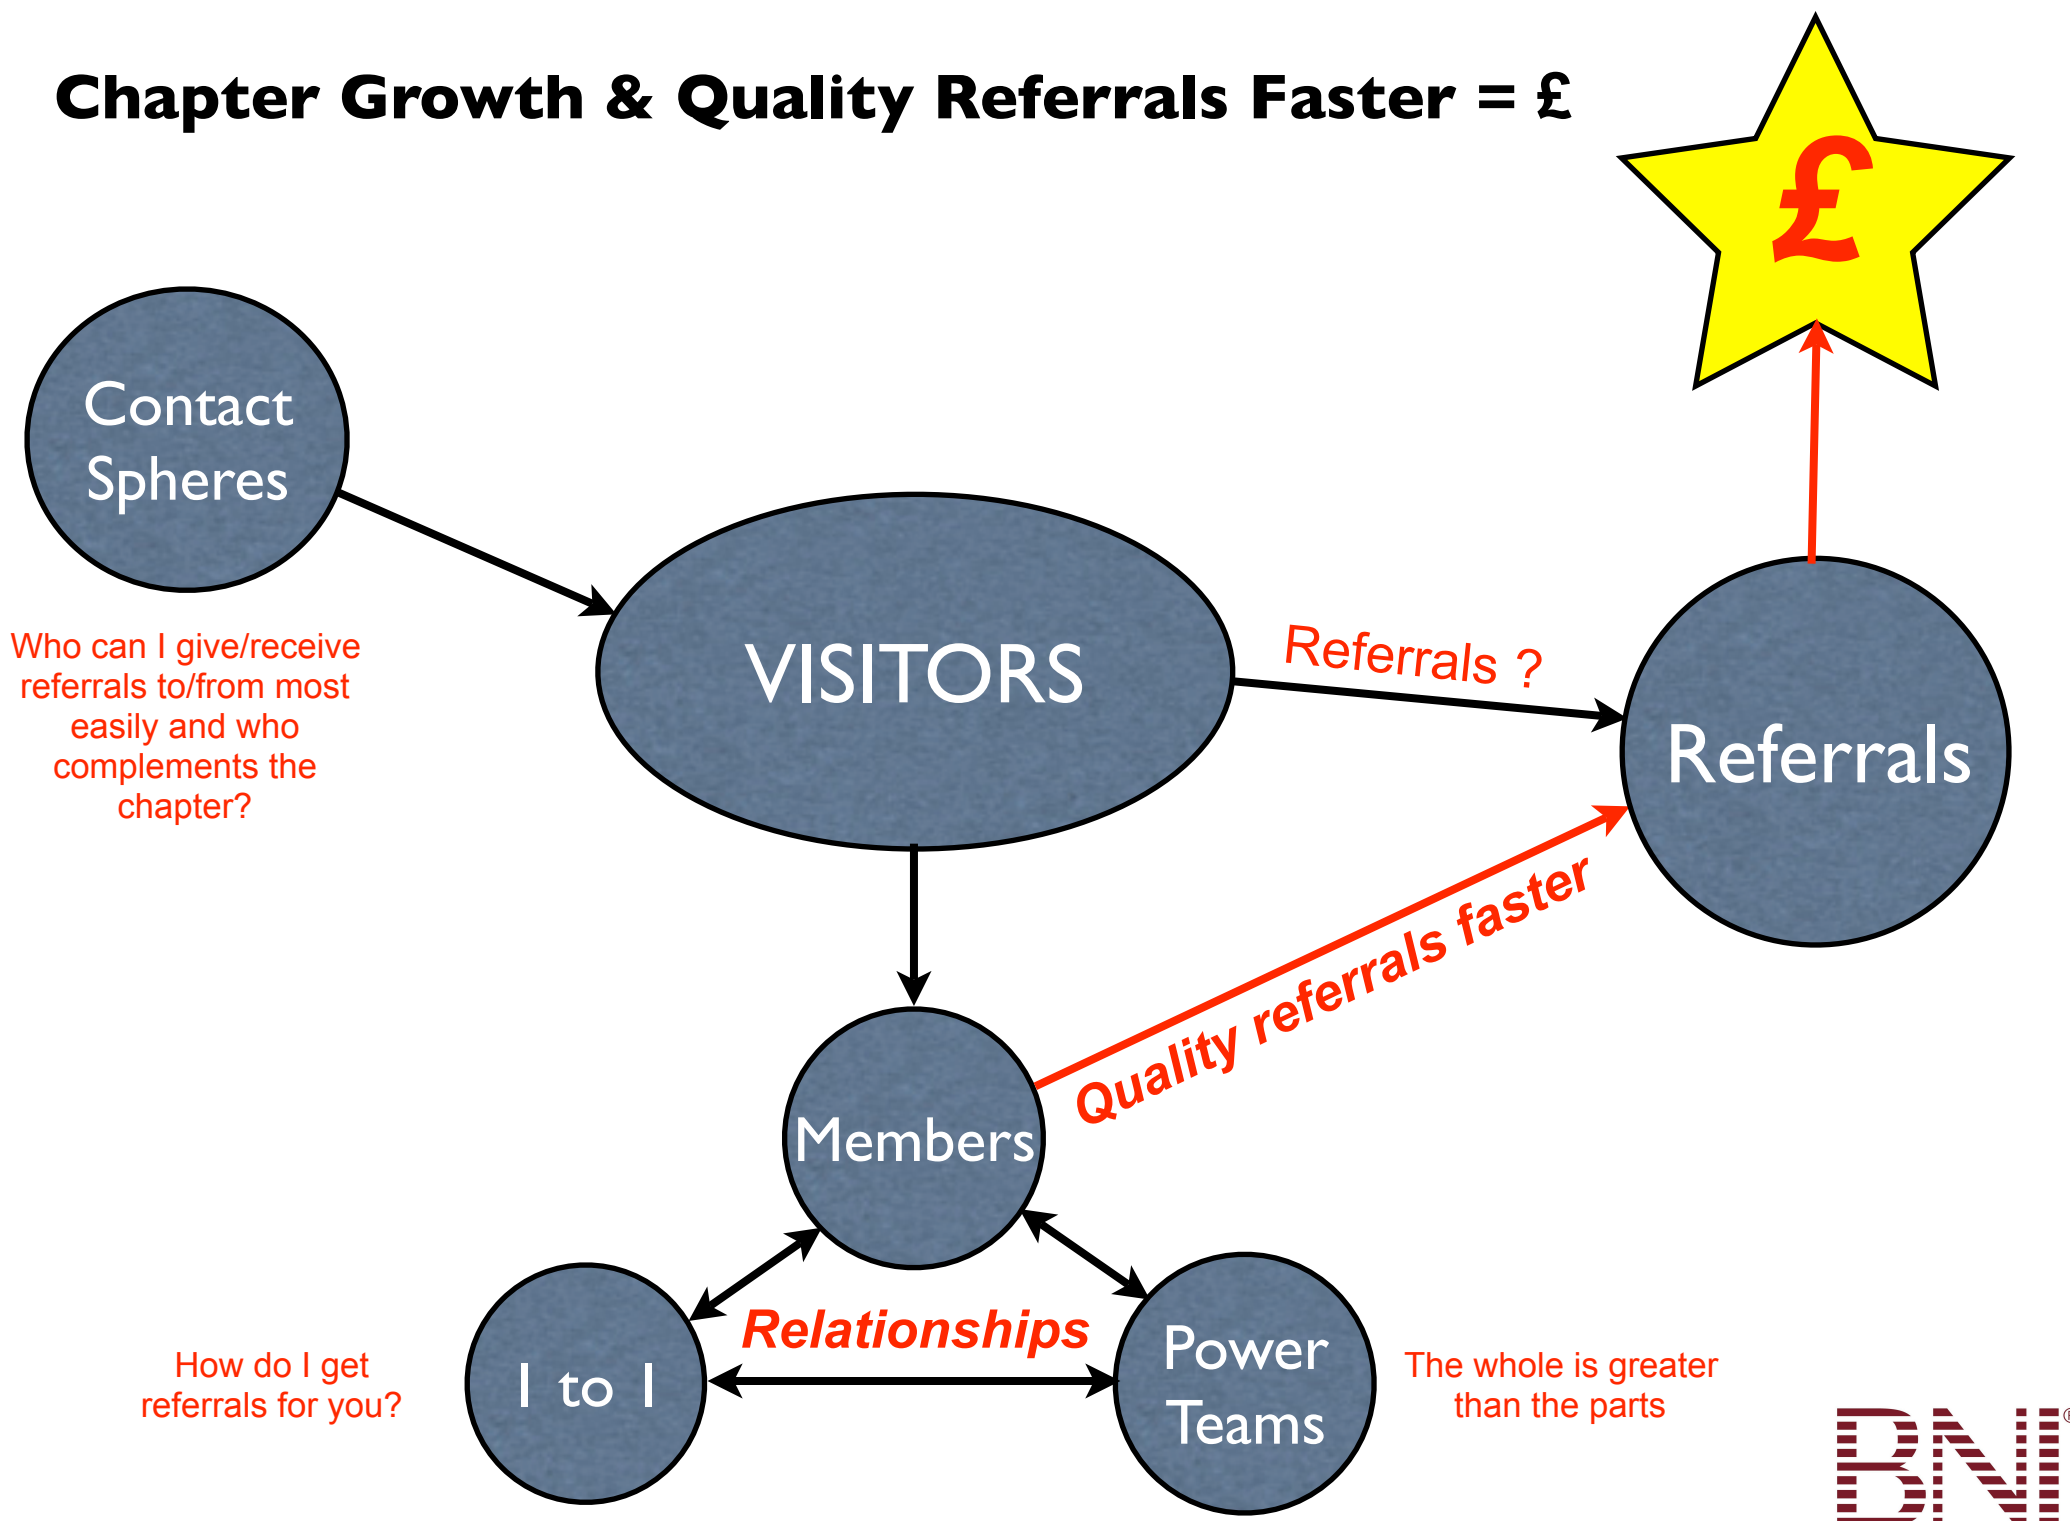 Chapter Growth & Quality Referrals Faster = £
£
Contact
Spheres
Who can I give/receive
referrals to/from most
easily and who
complements the
chapter?
VISITORS
Referrals ?
Referrals
Quality referrals faster
Members
Relationships
How do I get
referrals for you?
1 to 1
Power
Teams
The whole is greater
than the parts
BNI®